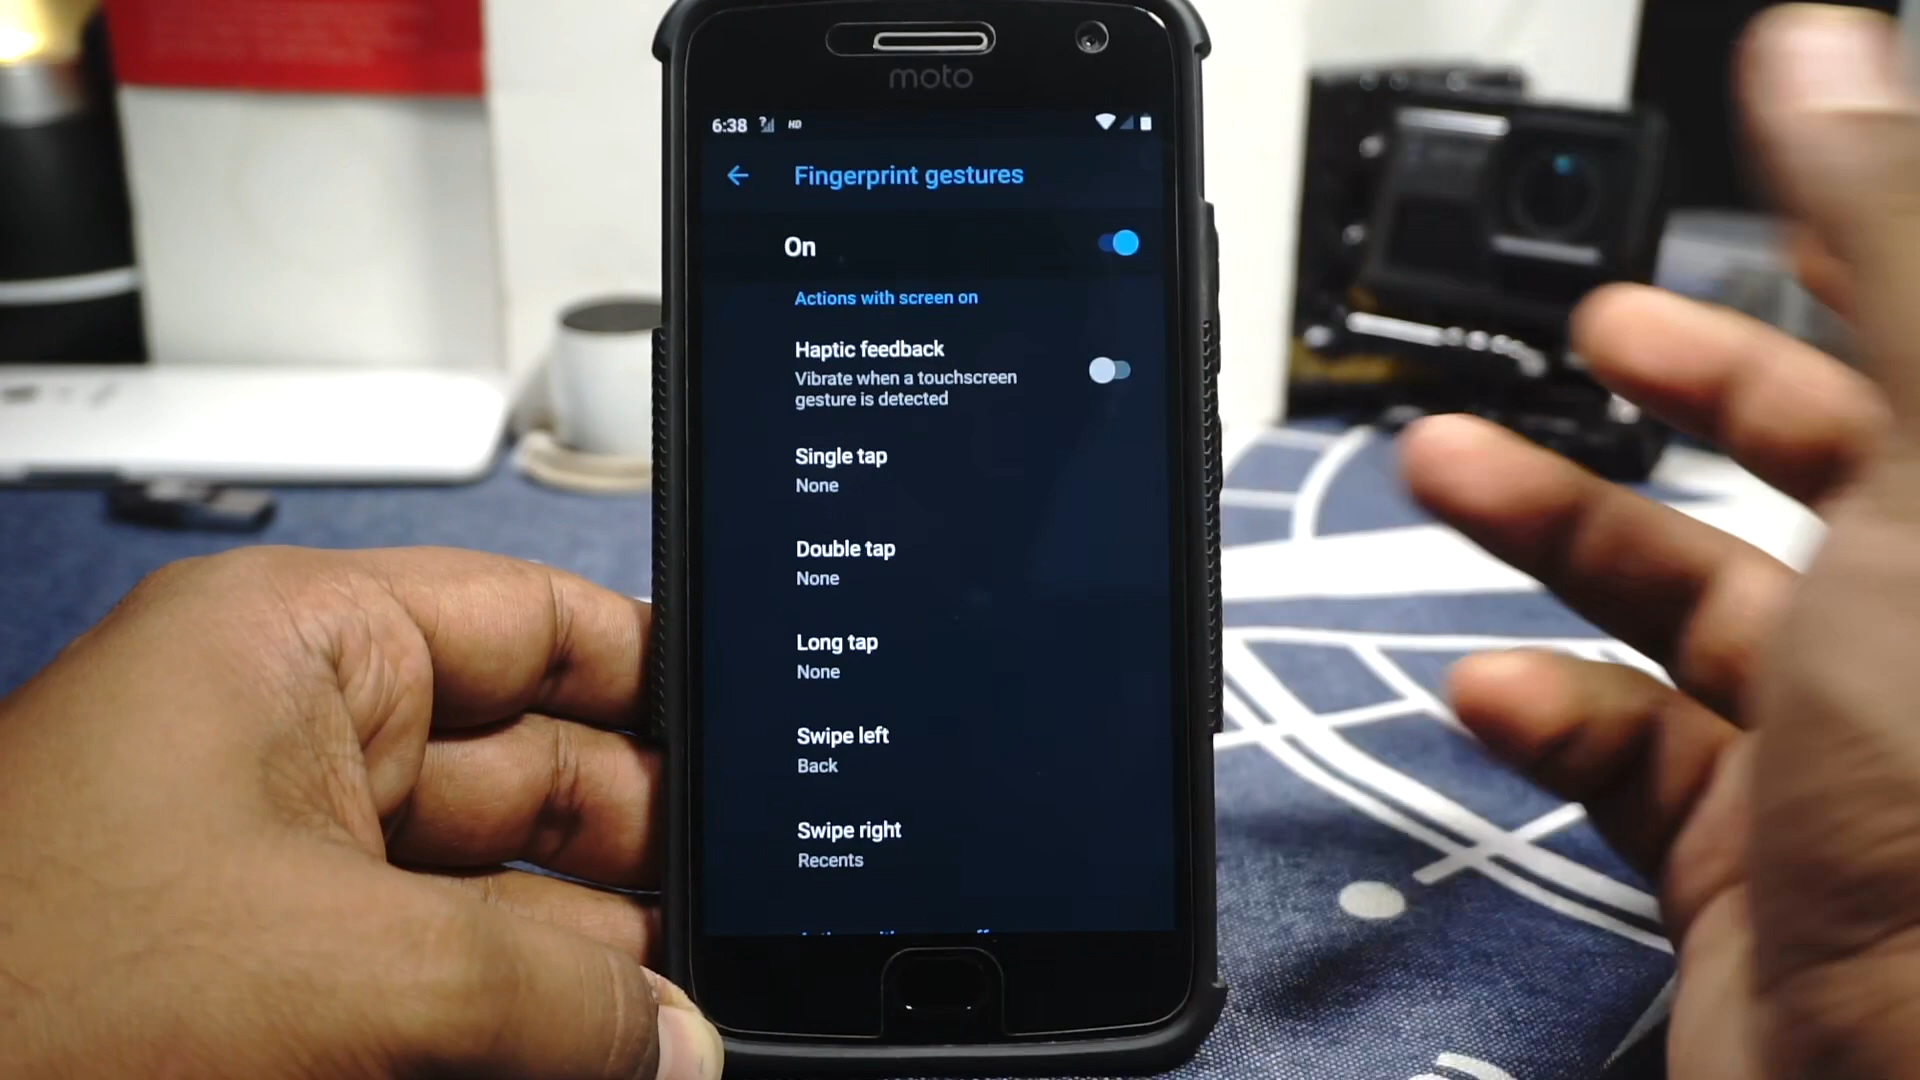 moto
6:38 HD
Fingerprint gestures
On
Actions with screen on
Haptic feedback
Vibrate when a touchscreen
gesture is detected
Single tap
None
Double tap
None
Long tap
None
Swipe left
Back
Swipe right
Recents